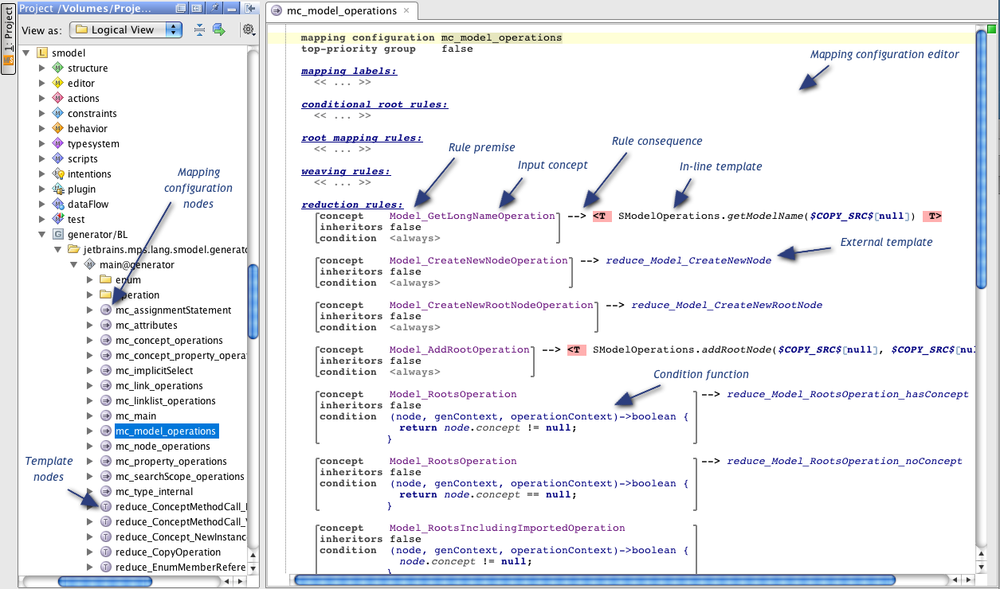 Project /Volumes/Proje...
1: Project
View as:
Logical View
smodel
structure
editor
actions
constraints
behavior
typesystem
scripts
intentions
plugin
dataFlow
test
generator/BL
jetbrains.mps.lang.smodel.generato
main@generator
enum
operation
mc_assignmentStatement
mc_attributes
mc_concept_operations
mc_concept_property_opera
mc_implicitSelect
mc_link_operations
mc_linklist_operations
mc_main
mc_model_operations
mc_node_operations
mc_property_operations
mc_searchScope_operations
mc_type_internal
reduce_ConceptMethodCall_
reduce_ConceptMethodCall_
reduce_Concept_NewInstanc
reduce_CopyOperation
reduce_EnumMemberRefere
Mapping
configuration
nodes
Template
nodes
mc_model_operations
mapping configuration mc_model_operations
top-priority group false
Mapping configuration editor
mapping labels:
<< ... >>
conditional root rules:
<< ... >>
root mapping rules:
<< ... >>
weaving rules:
<< ... >>
Rule premise
Input concept
Rule consequence
In-line template
reduction rules:
concept Model_GetLongNameOperation --> <T SModelOperations.getModelName($COPY_SRC$[null]) T>
inheritors false
condition <always>
External template
concept Model_CreateNewNodeOperation --> reduce_Model_CreateNewNode
inheritors false
condition <always>
concept Model_CreateNewRootNodeOperation --> reduce_Model_CreateNewRootNode
inheritors false
condition <always>
concept Model_AddRootOperation --> <T SModelOperations.addRootNode($COPY_SRC$[null], $COPY_SRC$[nul
inheritors false
condition <always>
Condition function
concept Model_RootsOperation --> reduce_Model_RootsOperation_hasConcept
inheritors false
condition (node, genContext, operationContext)->boolean {
return node.concept != null;
}
concept Model_RootsOperation --> reduce_Model_RootsOperation_noConcept
inheritors false
condition (node, genContext, operationContext)->boolean {
return node.concept == null;
}
concept Model_RootsIncludingImportedOperation
inheritors false
condition (node, genContext, operationContext)->boolean {
node.concept != null;
}